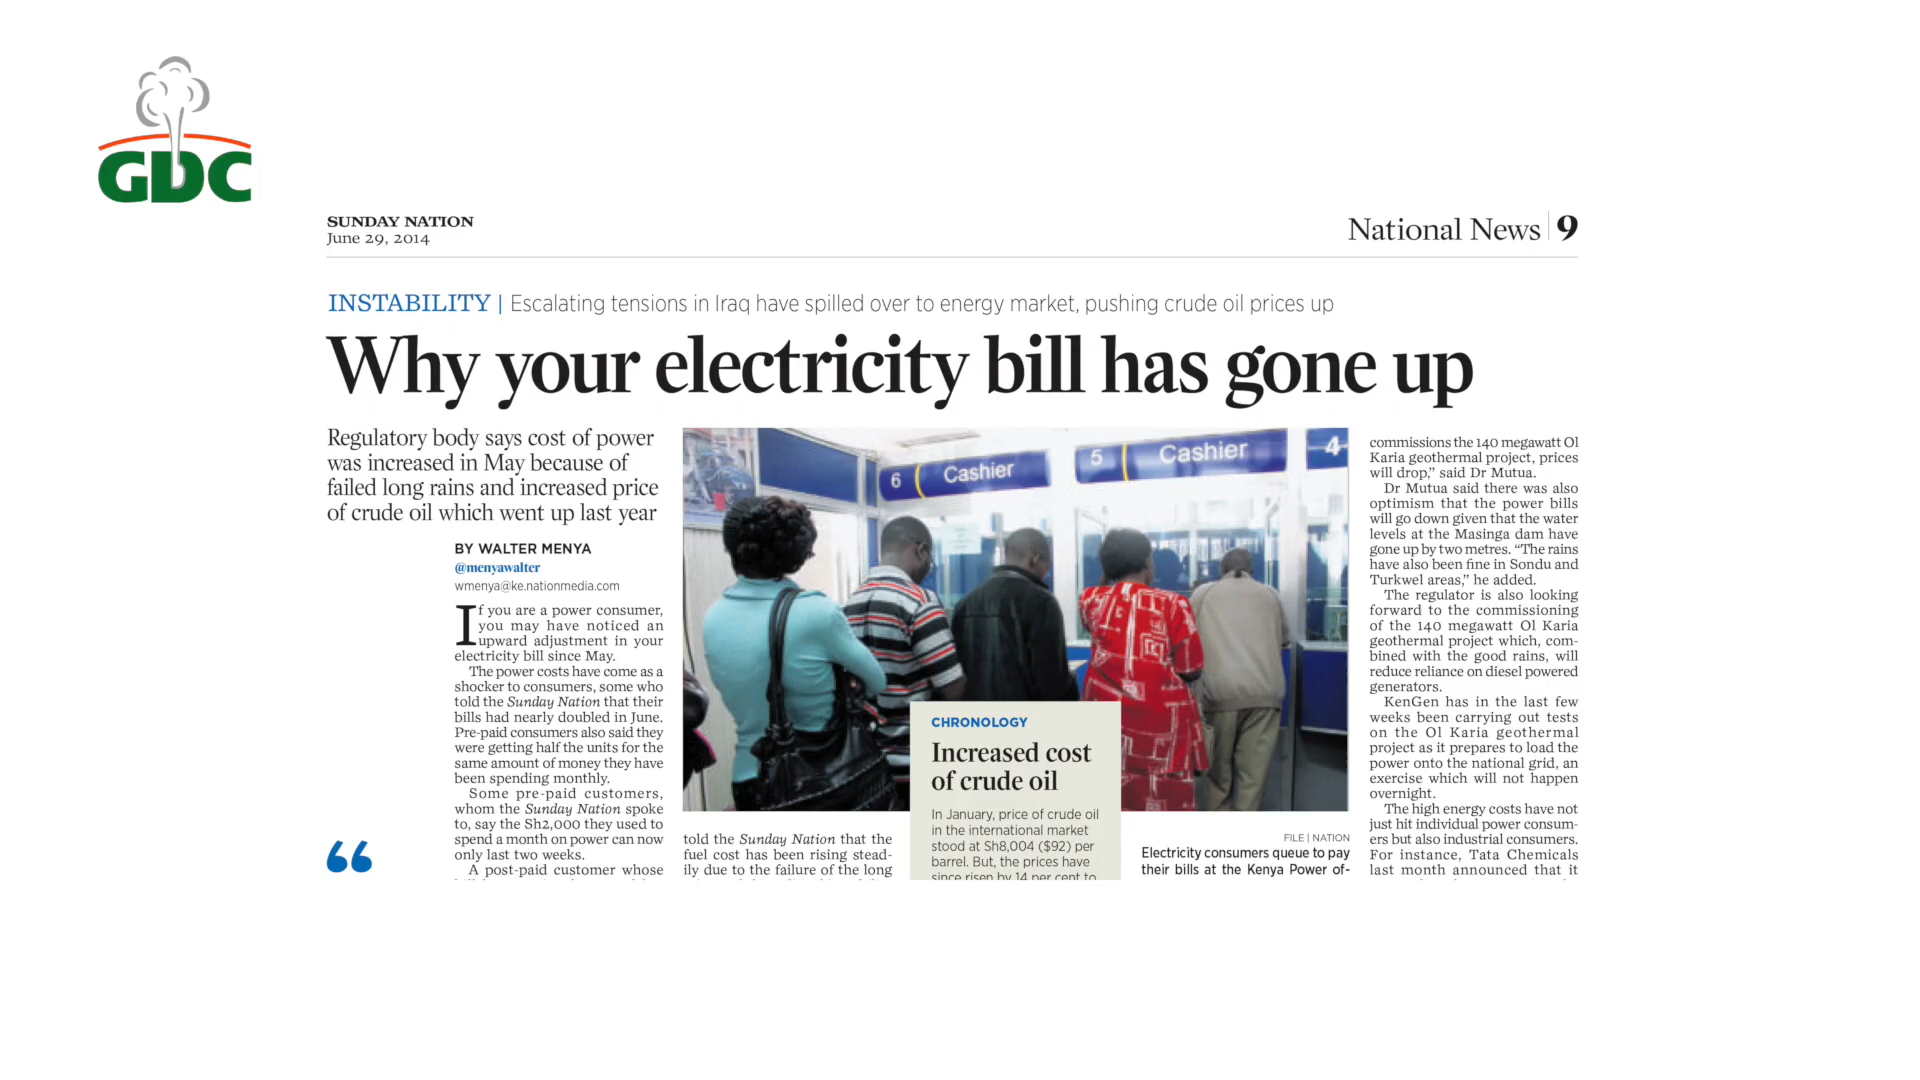 GDC
SUNDAY NATION
June 29, 2014
National News 9
INSTABILITY | Escalating tensions in Iraq have spilled over to energy market, pushing crude oil prices up
Why your electricity bill has gone up
Regulatory body says cost of power
was increased in May because of
failed long rains and increased price
of crude oil which went up last year
BY WALTER MENYA
@menyawalter
wmenya@ke.nationmedia.com
If you are a power consumer,
you may have noticed an
upward adjustment in your
electricity bill since May.
The power costs have come as a
shocker to consumers, some who
told the Sunday Nation that their
bills had nearly doubled in June.
Pre-paid consumers also said they
were getting half the units for the
same amount of money they have
been spending monthly.
Some pre-paid customers,
whom the Sunday Nation spoke
to, say the Sh2,000 they used to
spend a month on power can now
only last two weeks.
A post-paid customer whose
“
6 Cashier
5 Cashier
4
told the Sunday Nation that the
fuel cost has been rising stead-
ily due to the failure of the long
CHRONOLOGY
Increased cost
of crude oil
In January, price of crude oil
in the international market
stood at Sh8,004 ($92) per
barrel. But, the prices have
since risen by 14 per cent to
FILE | NATION
Electricity consumers queue to pay
their bills at the Kenya Power of-
commissions the 140 megawatt Ol
Karia geothermal project, prices
will drop,” said Dr Mutua.
Dr Mutua said there was also
optimism that the power bills
will go down given that the water
levels at the Masinga dam have
gone up by two metres. “The rains
have also been fine in Sondu and
Turkwel areas,” he added.
The regulator is also looking
forward to the commissioning
of the 140 megawatt Ol Karia
geothermal project which, com-
bined with the good rains, will
reduce reliance on diesel powered
generators.
KenGen has in the last few
weeks been carrying out tests
on the Ol Karia geothermal
project as it prepares to load the
power onto the national grid, an
exercise which will not happen
overnight.
The high energy costs have not
just hit individual power consum-
ers but also industrial consumers.
For instance, Tata Chemicals
last month announced that it